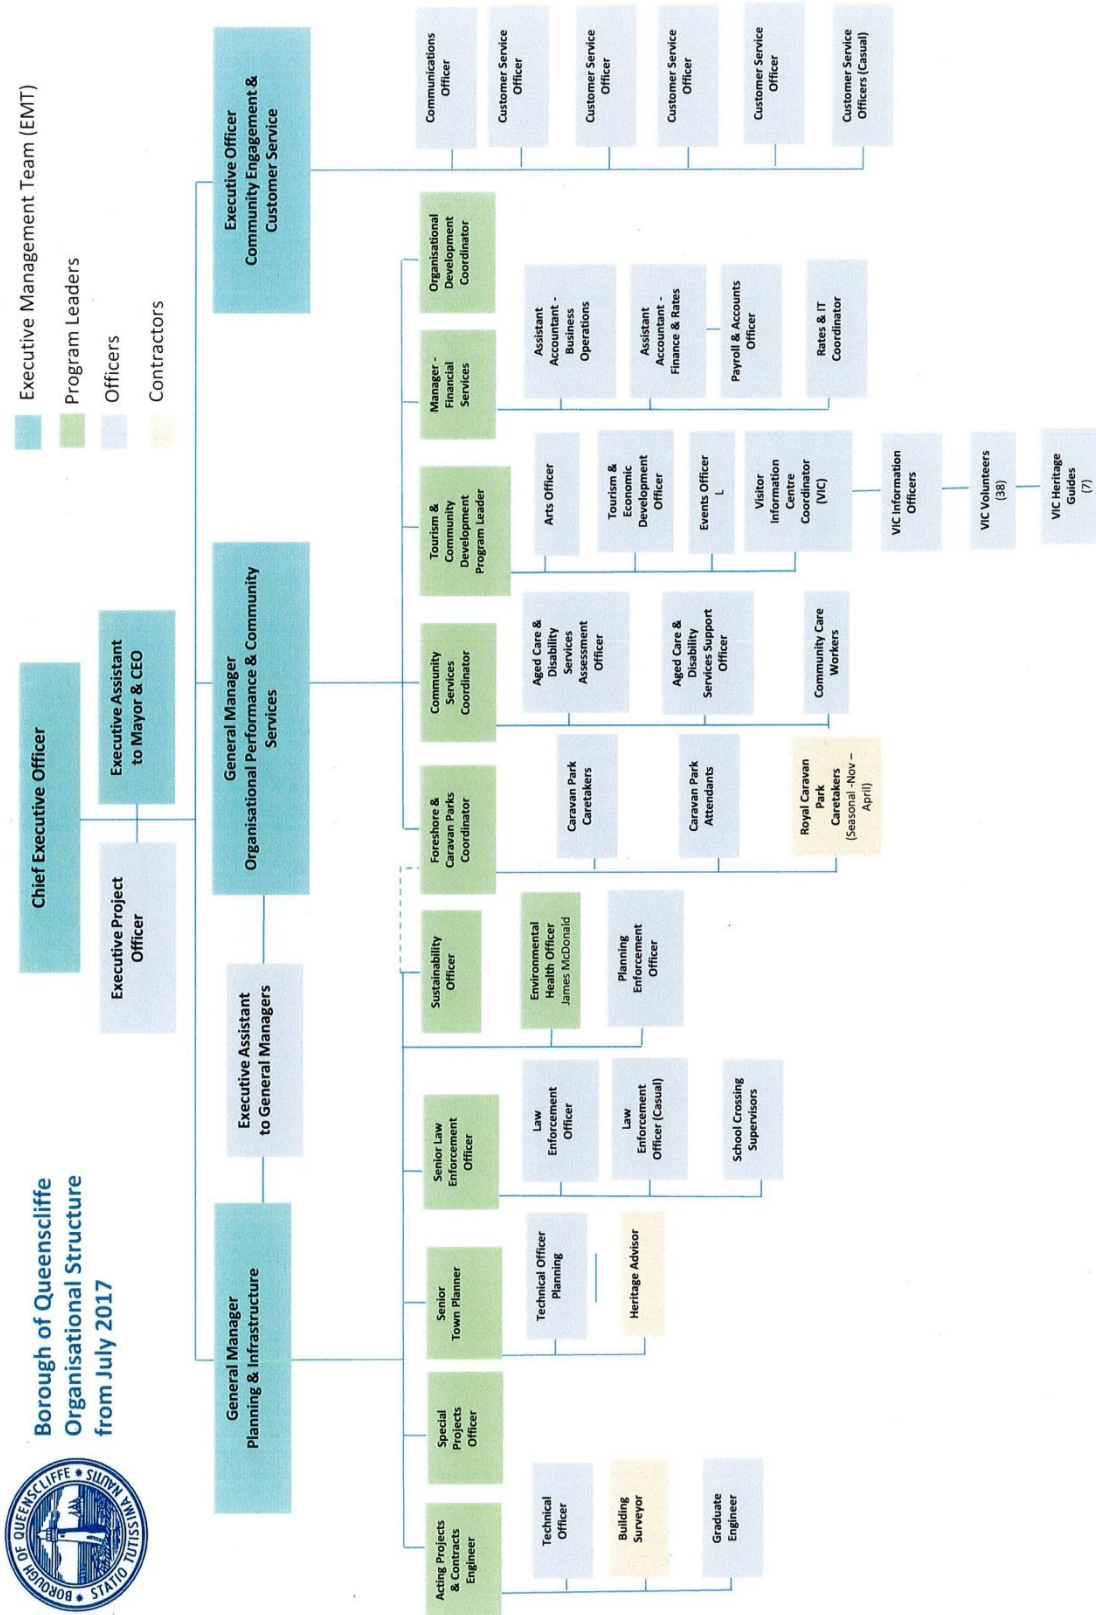 BOROUGH OF QUEENSCLIFFE
STATIO TUTISSIMA NAUTIS
Borough of Queenscliffe
Organisational Structure
from July 2017
Executive Management Team (EMT)
Program Leaders
Officers
Contractors
Chief Executive Officer
Executive Project
Officer
Executive Assistant
to Mayor & CEO
General Manager
Planning & Infrastructure
Executive Assistant
to General Managers
General Manager
Organisational Performance & Community
Services
Executive Officer
Community Engagement &
Customer Service
Acting Projects
& Contracts
Engineer
Special
Projects
Officer
Senior
Town Planner
Senior Law
Enforcement
Officer
Sustainability
Officer
Foreshore &
Caravan Parks
Coordinator
Community
Services
Coordinator
Tourism &
Community
Development
Program Leader
Manager -
Financial
Services
Organisational
Development
Coordinator
Communications
Officer
Customer Service
Officer
Customer Service
Officer
Customer Service
Officer
Customer Service
Officer
Customer Service
Officers (Casual)
Technical
Officer
Building
Surveyor
Graduate
Engineer
Technical Officer
Planning
Heritage Advisor
Law
Enforcement
Officer
Law
Enforcement
Officer (Casual)
School Crossing
Supervisors
Environmental
Health Officer
James McDonald
Planning
Enforcement
Officer
Caravan Park
Caretakers
Caravan Park
Attendants
Royal Caravan
Park
Caretakers
(Seasonal -Nov –
April)
Aged Care &
Disability
Services
Assessment
Officer
Aged Care &
Disability
Services Support
Officer
Community Care
Workers
Arts Officer
Tourism &
Economic
Development
Officer
Events Officer
L
Visitor
Information
Centre
Coordinator
(VIC)
VIC Information
Officers
VIC Volunteers
(38)
VIC Heritage
Guides
(7)
Assistant
Accountant -
Business
Operations
Assistant
Accountant -
Finance & Rates
Payroll & Accounts
Officer
Rates & IT
Coordinator